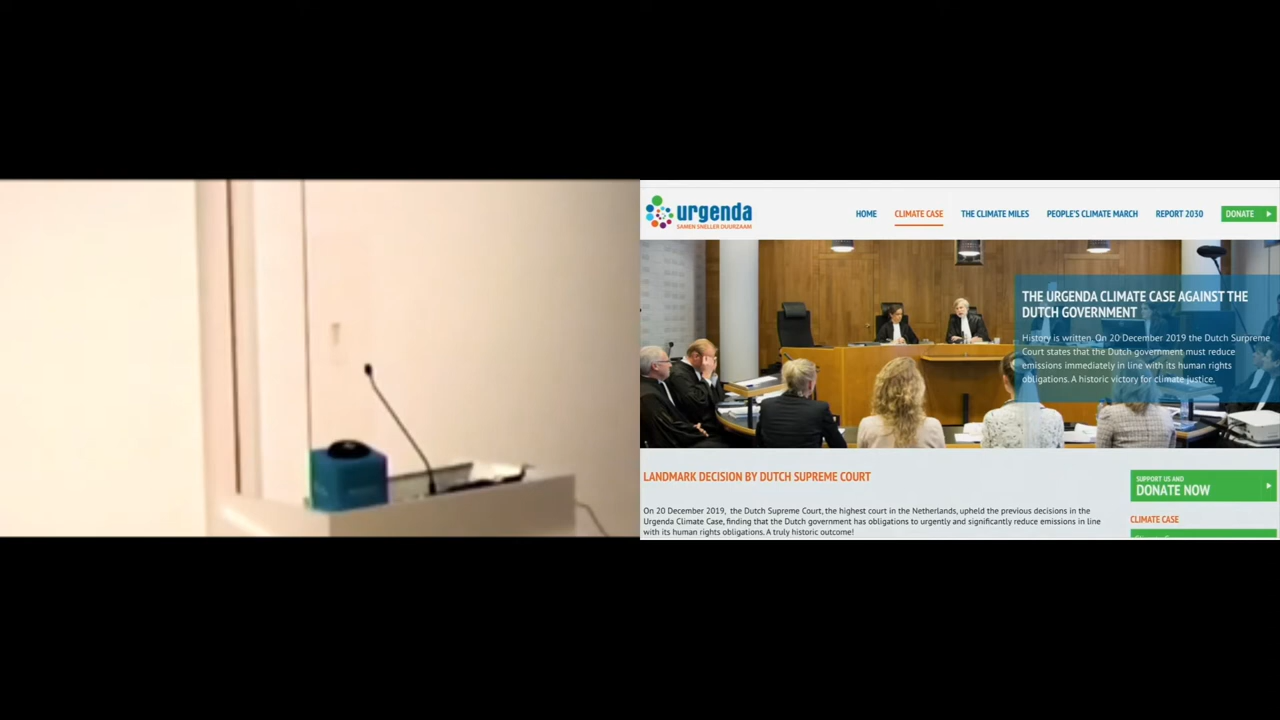 urgenda
SAMEN SNELLER DUURZAAM
HOME
CLIMATE CASE
THE CLIMATE MILES
PEOPLE'S CLIMATE MARCH
REPORT 2030
DONATE
THE URGENDA CLIMATE CASE AGAINST THE
DUTCH GOVERNMENT
History is written. On 20 December 2019 the Dutch Surpreme
Court states that the Dutch government must reduce
emissions immediately in line with its human rights
obligations. A historic victory for climate justice.
LANDMARK DECISION BY DUTCH SUPREME COURT
On 20 December 2019, the Dutch Supreme Court, the highest court in the Netherlands, upheld the previous decisions in the
Urgenda Climate Case, finding that the Dutch government has obligations to urgently and significantly reduce emissions in line
with its human rights obligations. A truly historic outcome!
SUPPORT US AND
DONATE NOW
CLIMATE CASE